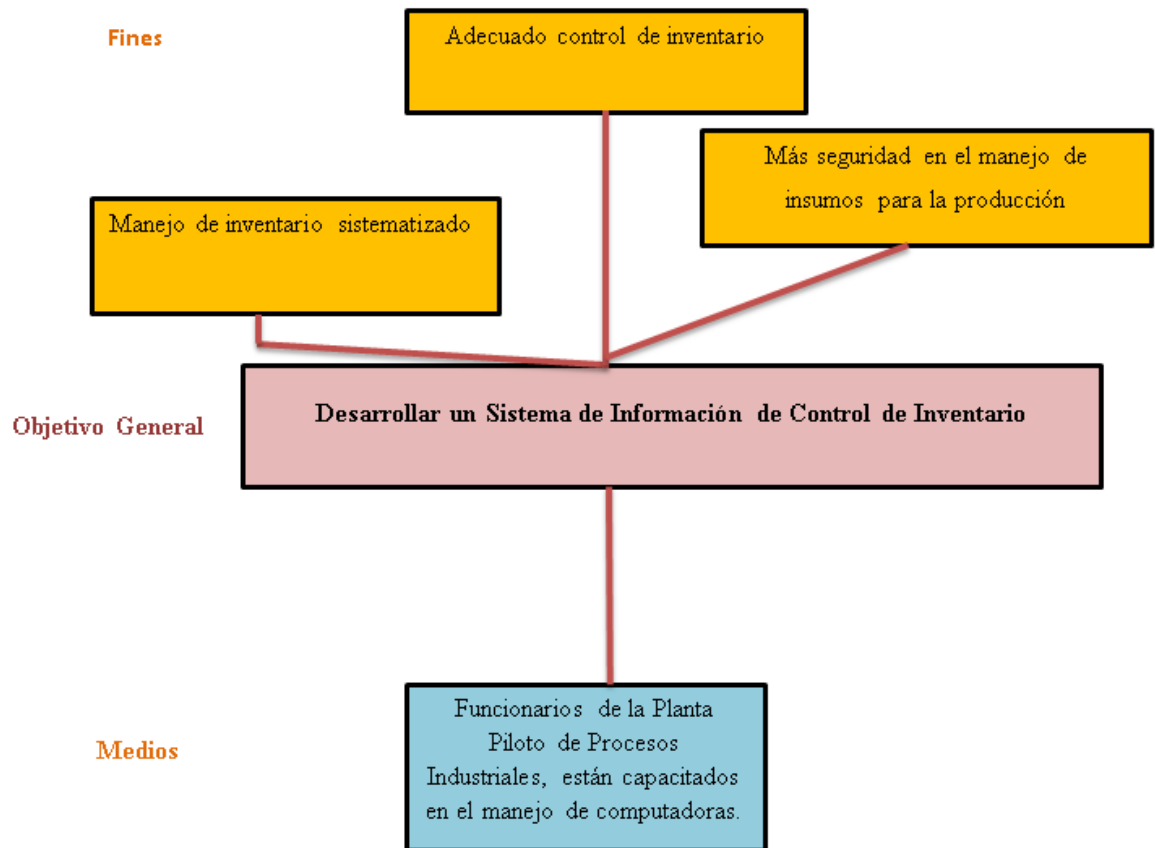 Fines
Adecuado control de inventario
Más seguridad en el manejo de
insumos para la producción
Manejo de inventario sistematizado
Objetivo General
Desarrollar un Sistema de Información de Control de Inventario
Medios
Funcionarios de la Planta
Piloto de Procesos
Industriales, están capacitados
en el manejo de computadoras.